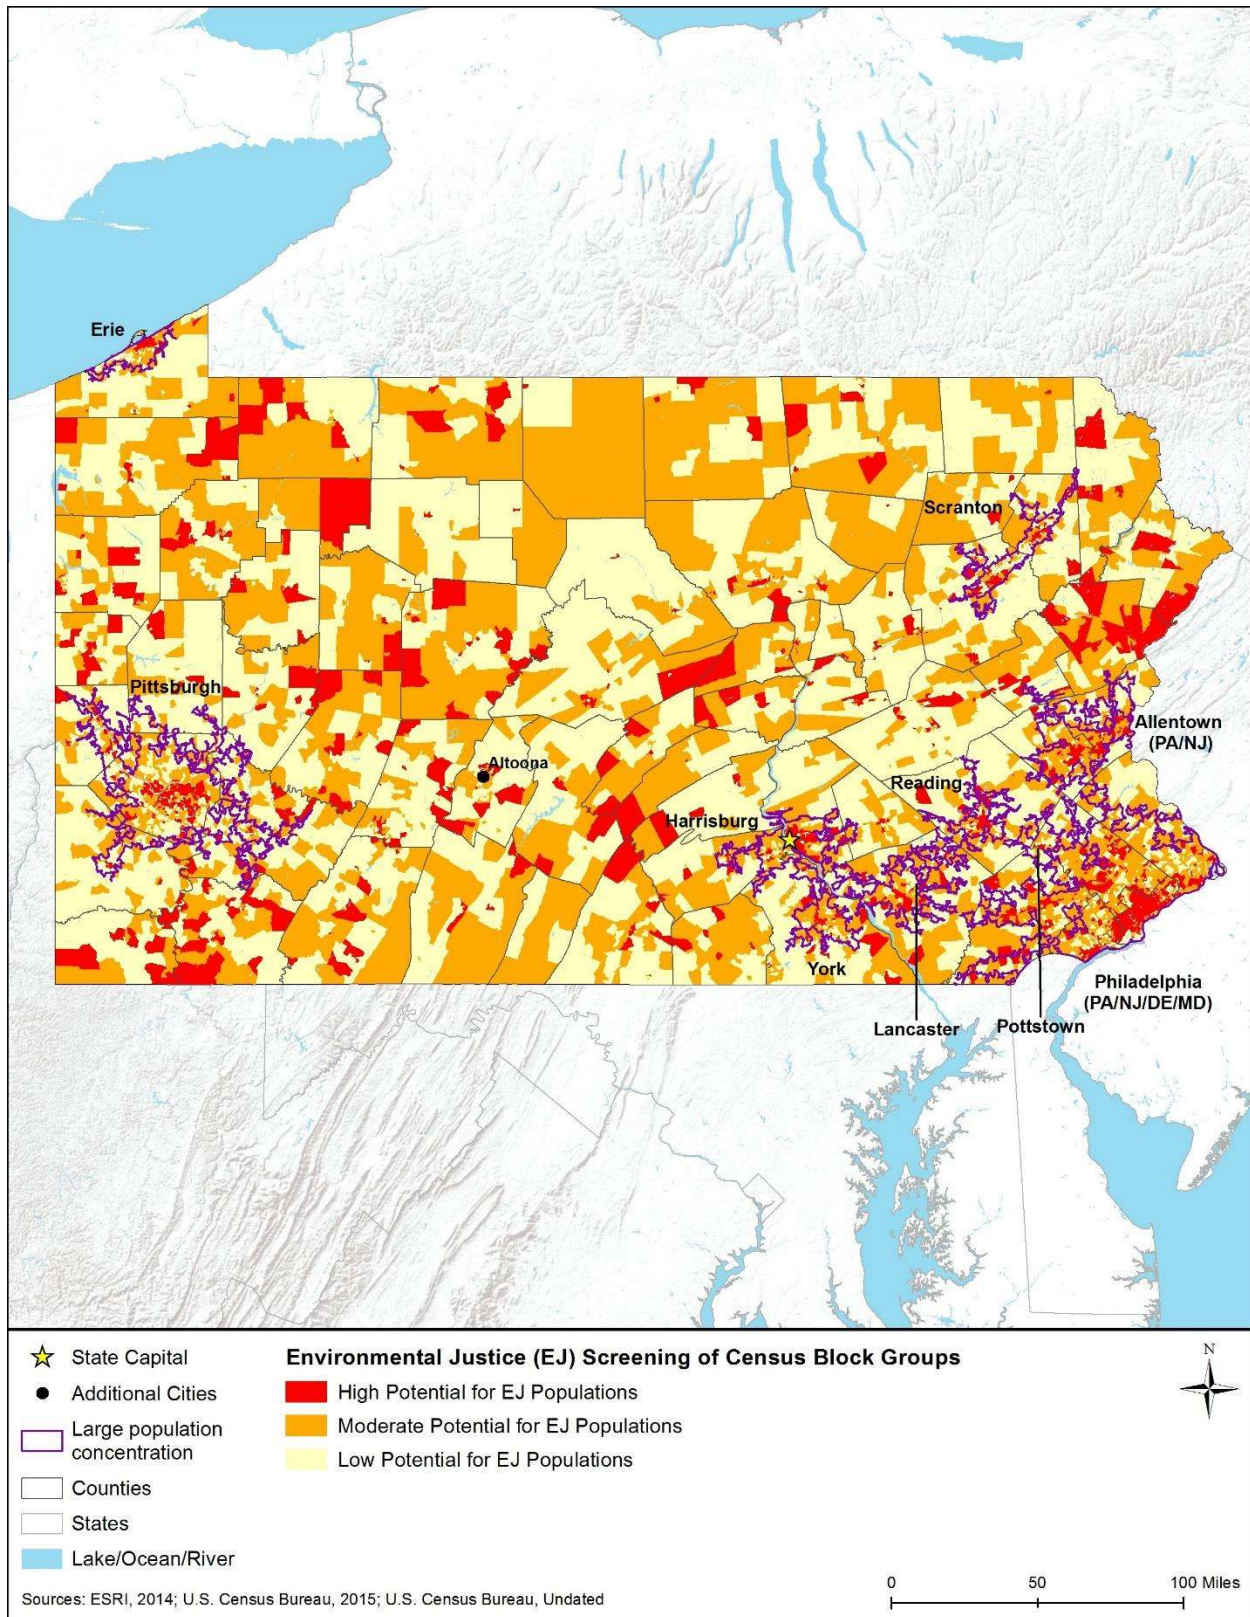 Erie
Scranton
Pittsburgh
Allentown
(PA/NJ)
Altoona
Reading
Harrisburg
York
Philadelphia
(PA/NJ/DE/MD)
Lancaster
Pottstown
State Capital
Additional Cities
Large population
concentration
Counties
States
Lake/Ocean/River
Environmental Justice (EJ) Screening of Census Block Groups
High Potential for EJ Populations
Moderate Potential for EJ Populations
Low Potential for EJ Populations
N
Sources: ESRI, 2014; U.S. Census Bureau, 2015; U.S. Census Bureau, Undated
0 50 100 Miles